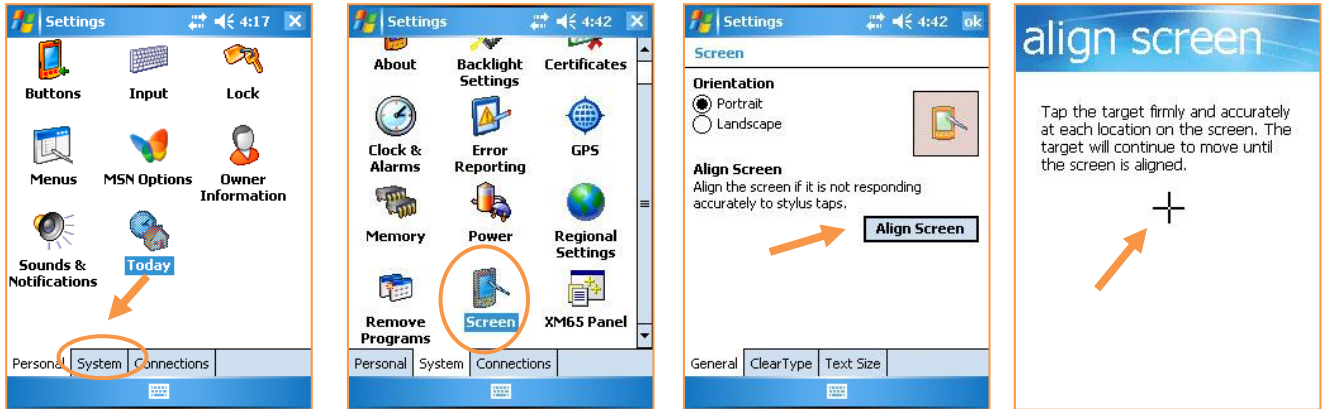 Settings 4:17 X
Buttons Input Lock
Menus MSN Options Owner
Information
Sounds &
Notifications
Today
Personal System Connections
Settings 4:42 X
About Backlight
Settings
Certificates
Clock &
Alarms
Error
Reporting
GPS
Memory Power Regional
Settings
Remove
Programs
Screen XM65 Panel
Personal System Connections
Settings 4:42 ok
Screen
Orientation
Portrait
Landscape
Align Screen
Align the screen if it is not responding
accurately to stylus taps.
Align Screen
General ClearType Text Size
align screen
Tap the target firmly and accurately
at each location on the screen. The
target will continue to move until
the screen is aligned.